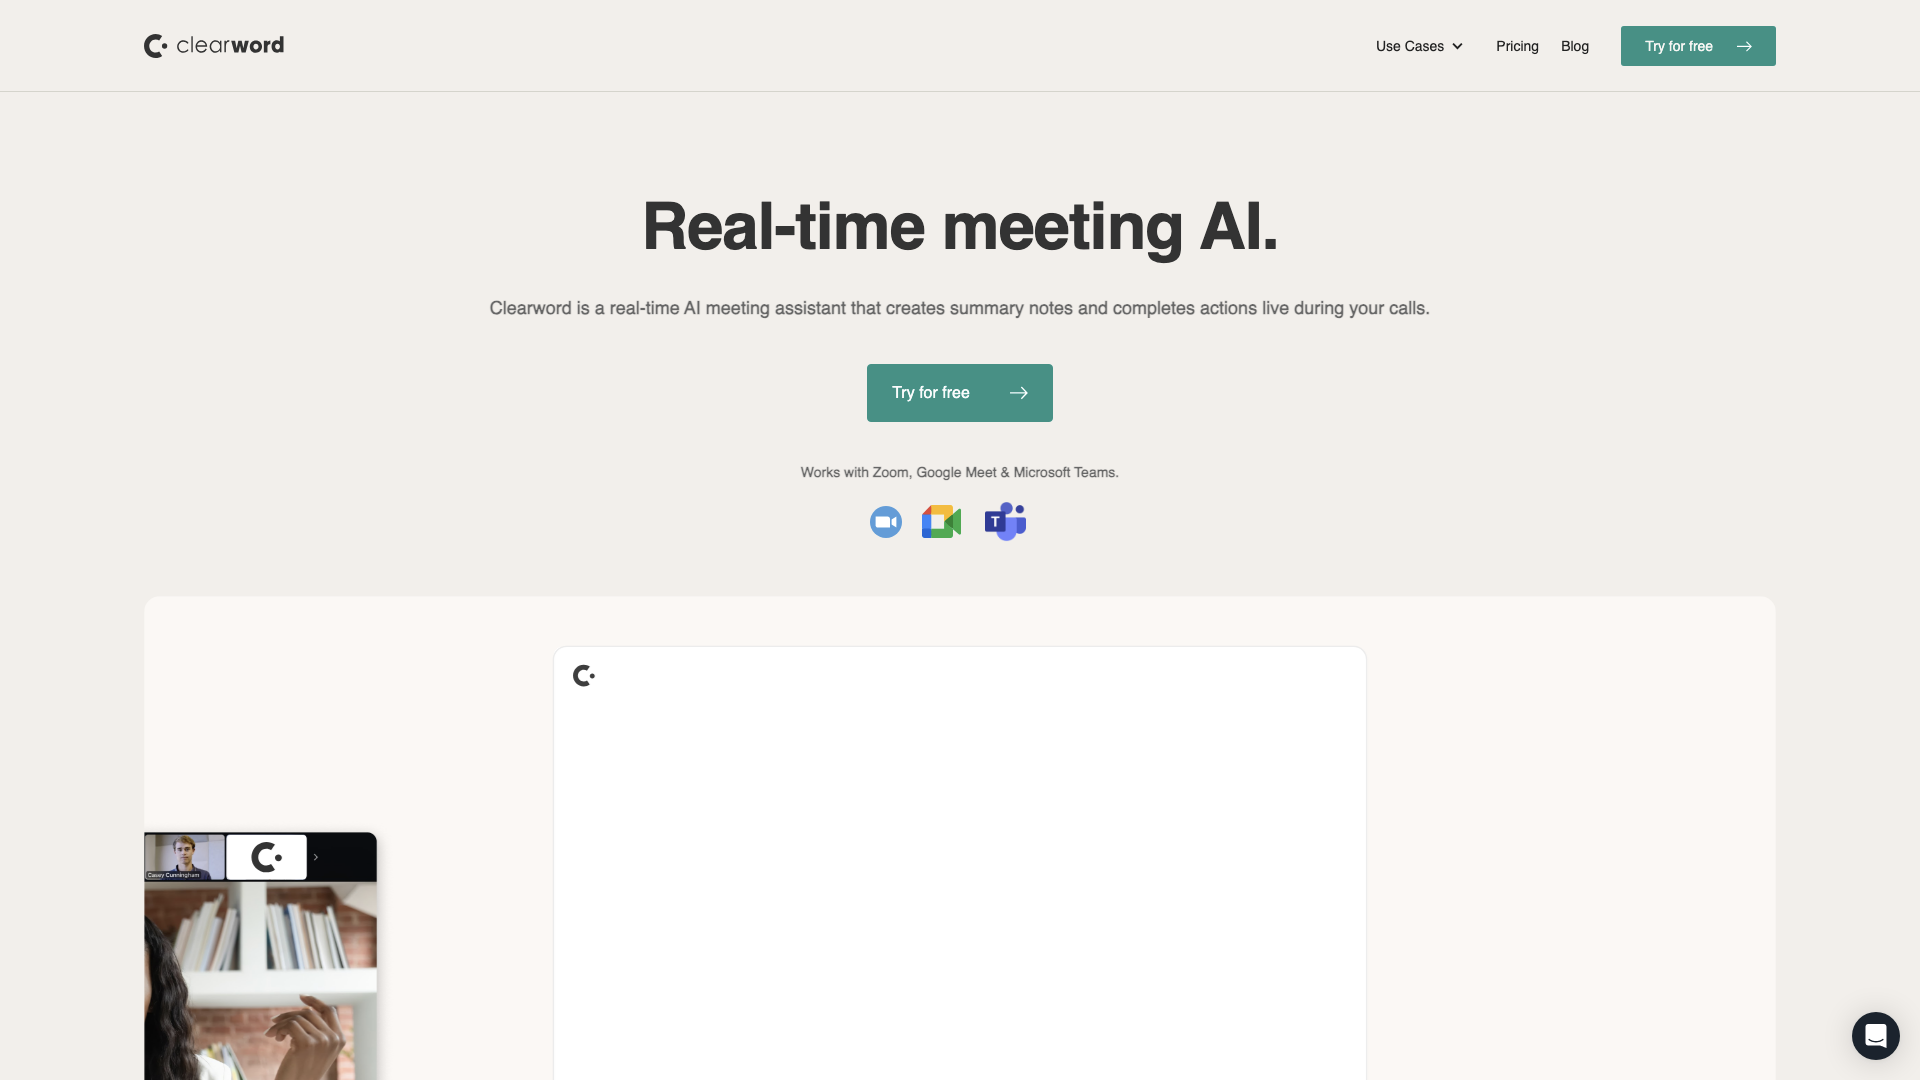 clearword
Use Cases
Pricing
Blog
Try for free
Real-time meeting AI.
Clearword is a real-time AI meeting assistant that creates summary notes and completes actions live during your calls.
Try for free
Works with Zoom, Google Meet & Microsoft Teams.
T
Casey Cunningham